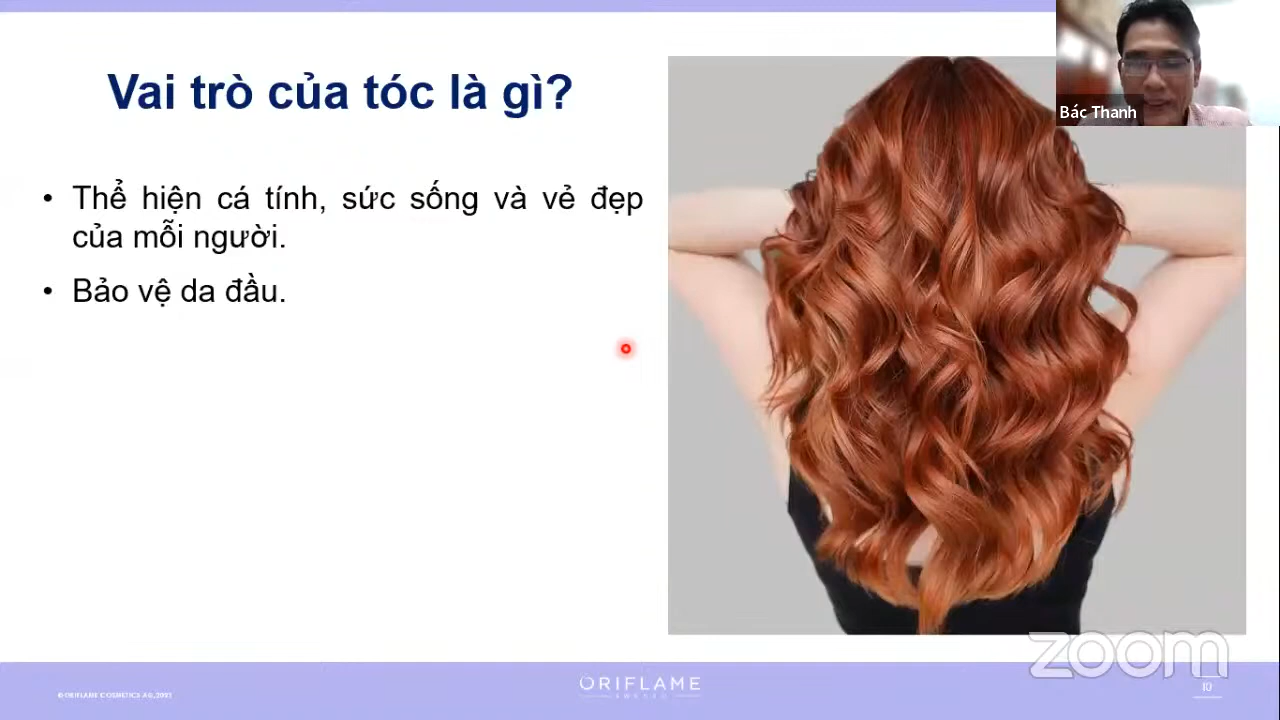 Bác Thanh
Vai trò của tóc là gì?
• Thể hiện cá tính, sức sống và vẻ đẹp
của mỗi người.
• Bảo vệ da đầu.
zoom
ORIFLAME
SWEDEN
©ORIFLAME COSMETICS AG,
10